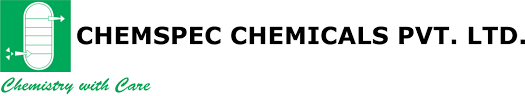 CHEMSPEC CHEMICALS PVT. LTD.
Chemistry with Care